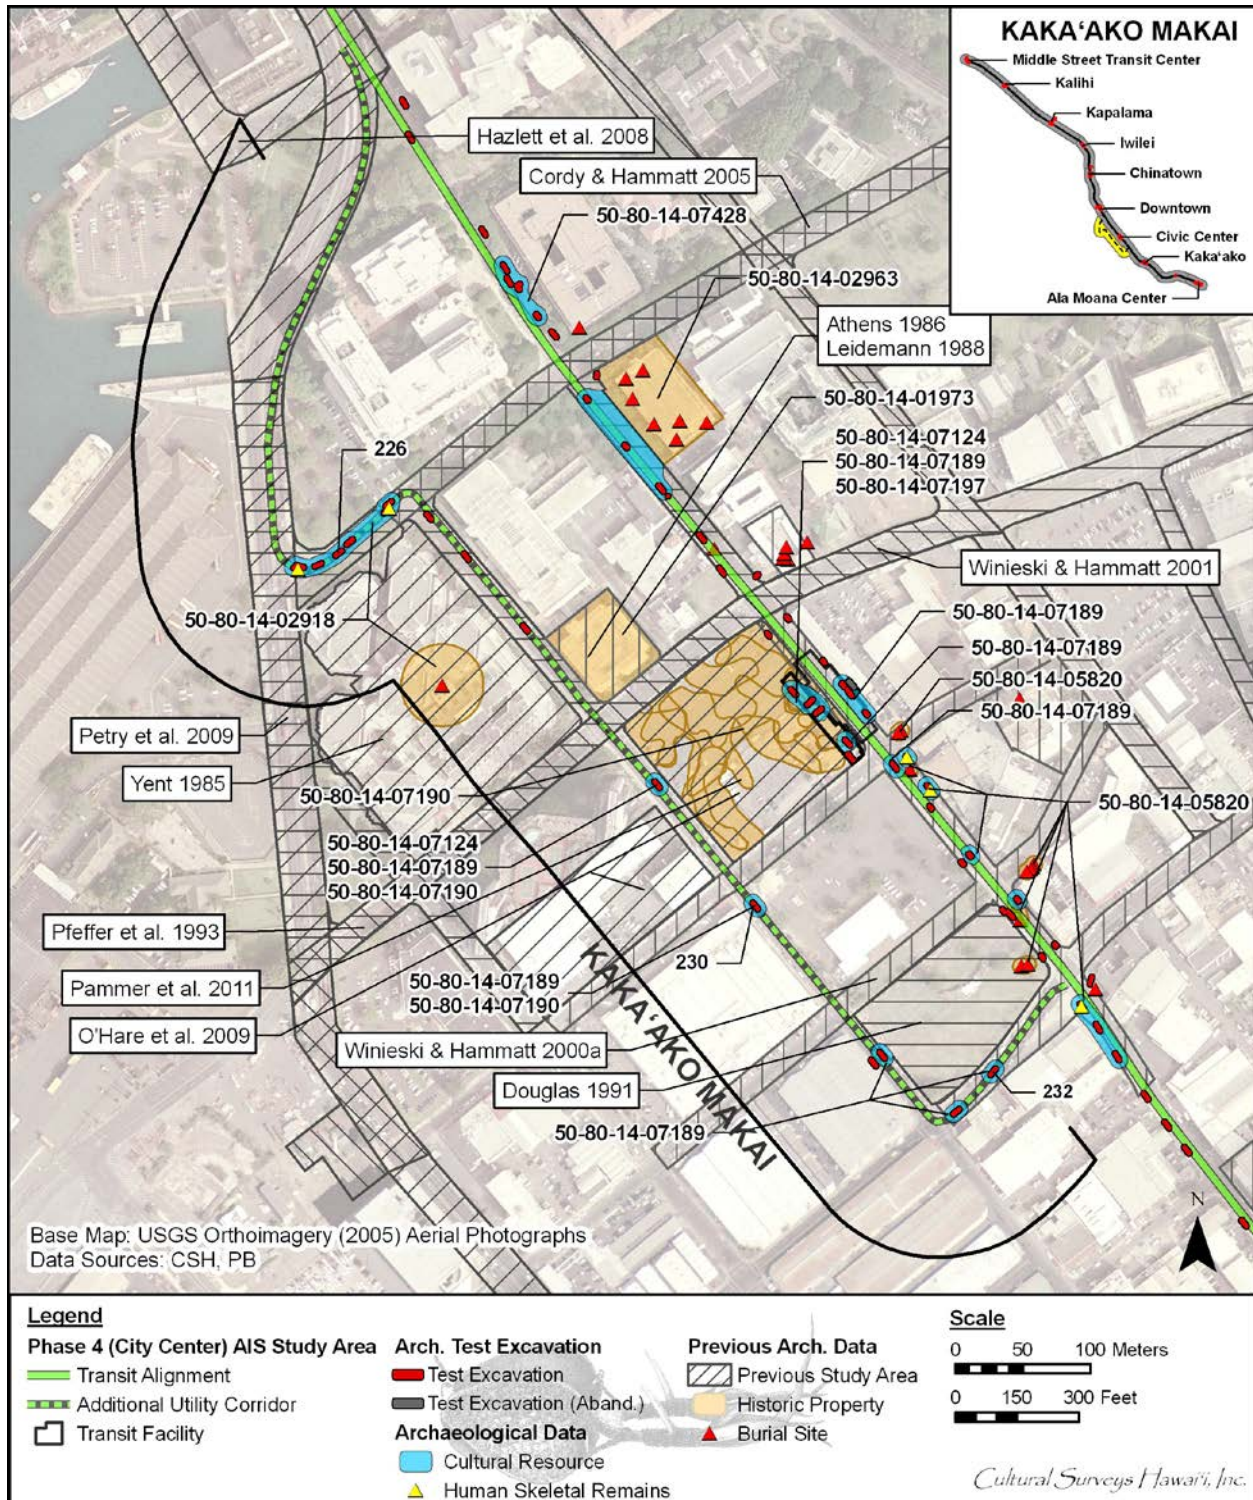 KAKA‘AKO MAKAI
Middle Street Transit Center
Kalihi
Kapalama
Iwilei
Chinatown
Downtown
Civic Center
Kaka‘ako
Ala Moana Center
Hazlett et al. 2008
Cordy & Hammatt 2005
50-80-14-07428
50-80-14-02963
Athens 1986
Leidemann 1988
50-80-14-01973
50-80-14-07124
50-80-14-07189
50-80-14-07197
226
Winieski & Hammatt 2001
50-80-14-07189
50-80-14-07189
50-80-14-05820
50-80-14-07189
50-80-14-02918
Petry et al. 2009
Yent 1985
50-80-14-07190
50-80-14-05820
50-80-14-07124
50-80-14-07189
50-80-14-07190
Pfeffer et al. 1993
Pammer et al. 2011
O'Hare et al. 2009
50-80-14-07189
50-80-14-07190
230
KAKA‘AKO MAKAI
Winieski & Hammatt 2000a
Douglas 1991
232
50-80-14-07189
N
Base Map: USGS Orthoimagery (2005) Aerial Photographs
Data Sources: CSH, PB
Legend
Phase 4 (City Center) AIS Study Area
Transit Alignment
Additional Utility Corridor
Transit Facility
Arch. Test Excavation
Test Excavation
Test Excavation (Aband.)
Archaeological Data
Cultural Resource
Human Skeletal Remains
Previous Arch. Data
Previous Study Area
Historic Property
Burial Site
Scale
0 50 100 Meters
0 150 300 Feet
Cultural Surveys Hawai‘i, Inc.